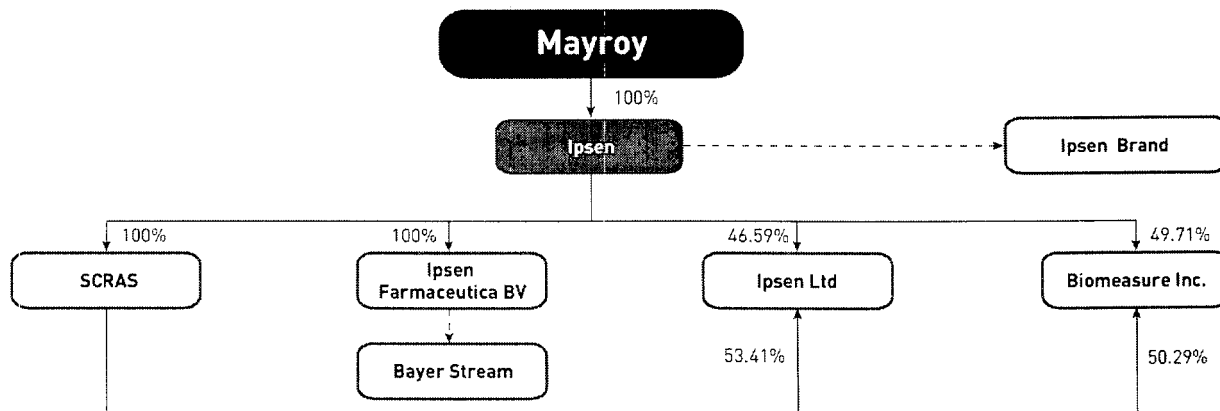 Mayroy
100%
Ipsen
Ipsen Brand
100%
100%
46.59%
49.71%
SCRAS
Ipsen
Farmaceutica BV
Ipsen Ltd
Biomeasure Inc.
Bayer Stream
53.41%
50.29%